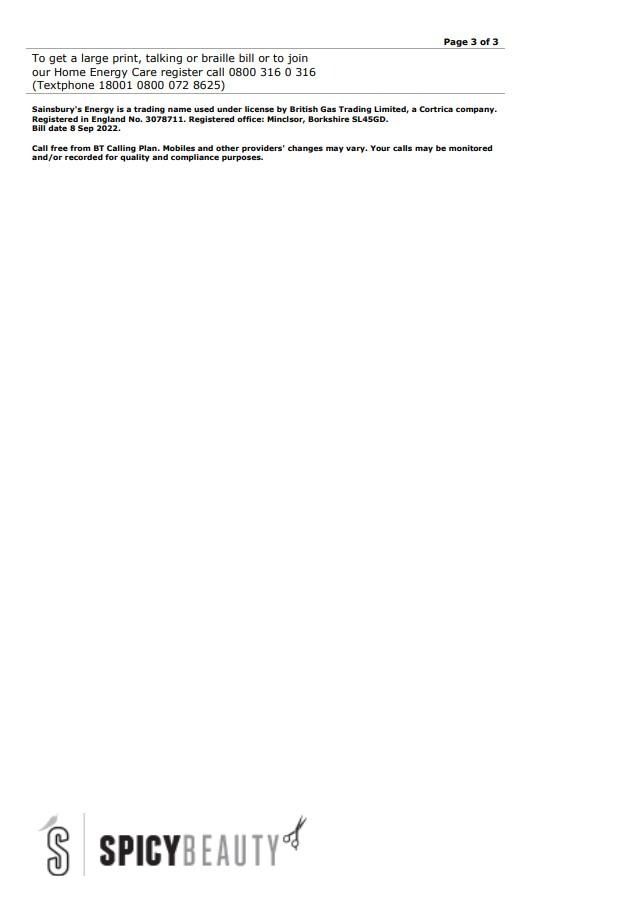 Page 3 of 3
To get a large print, talking or braille bill or to join
our Home Energy Care register call 0800 316 0 316
(Textphone 18001 0800 072 8625)
Sainsbury's Energy is a trading name used under license by British Gas Trading Limited, a Cortrica company.
Registered in England No. 3078711. Registered office: Minclsor, Borkshire SL45GD.
Bill date 8 Sep 2022.
Call free from BT Calling Plan. Mobiles and other providers' changes may vary. Your calls may be monitored
and/or recorded for quality and compliance purposes.
S SPICYBEAUTY